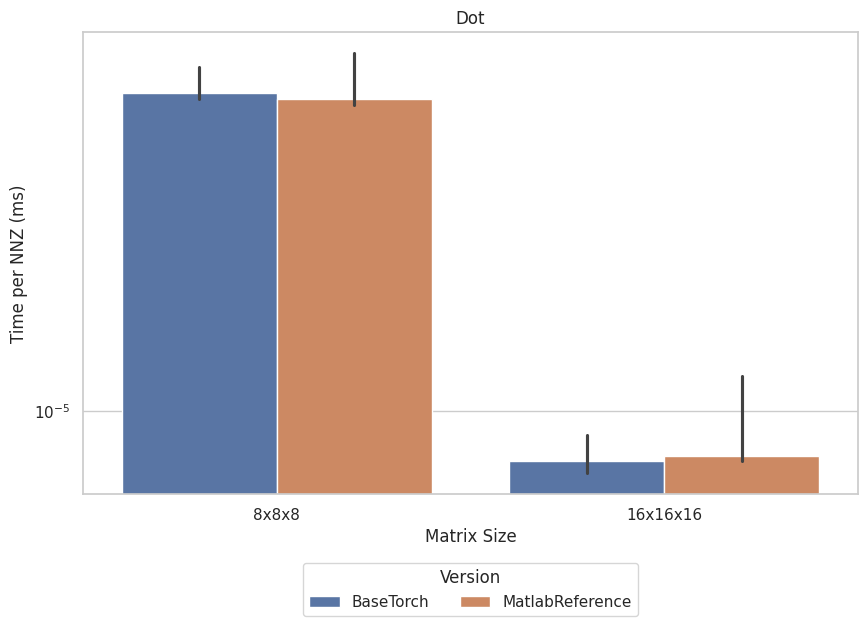 Dot
Time per NNZ (ms)
10⁻⁵
8x8x8
16x16x16
Matrix Size
Version
BaseTorch
MatlabReference